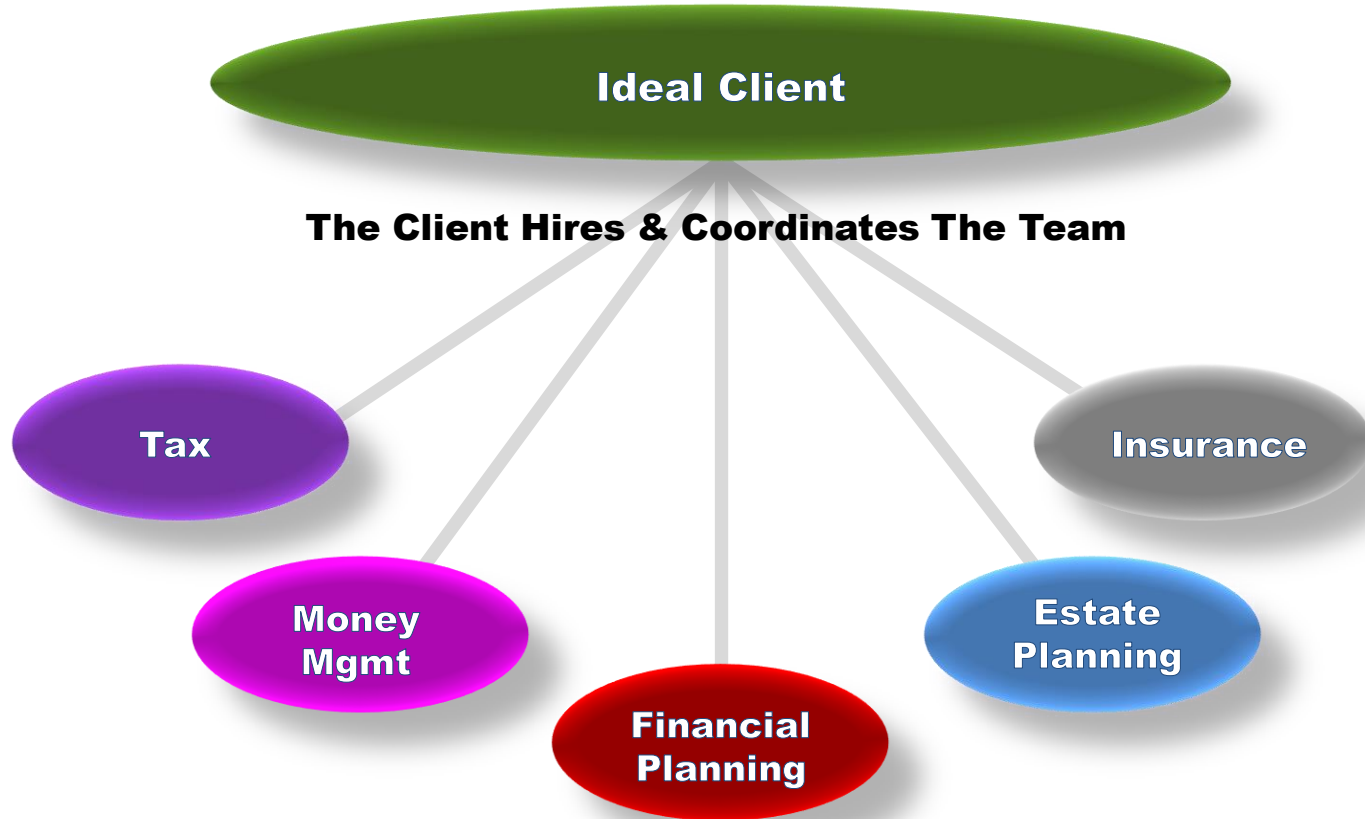 Ideal Client
The Client Hires & Coordinates The Team
Tax
Insurance
Money
Mgmt
Estate
Planning
Financial
Planning